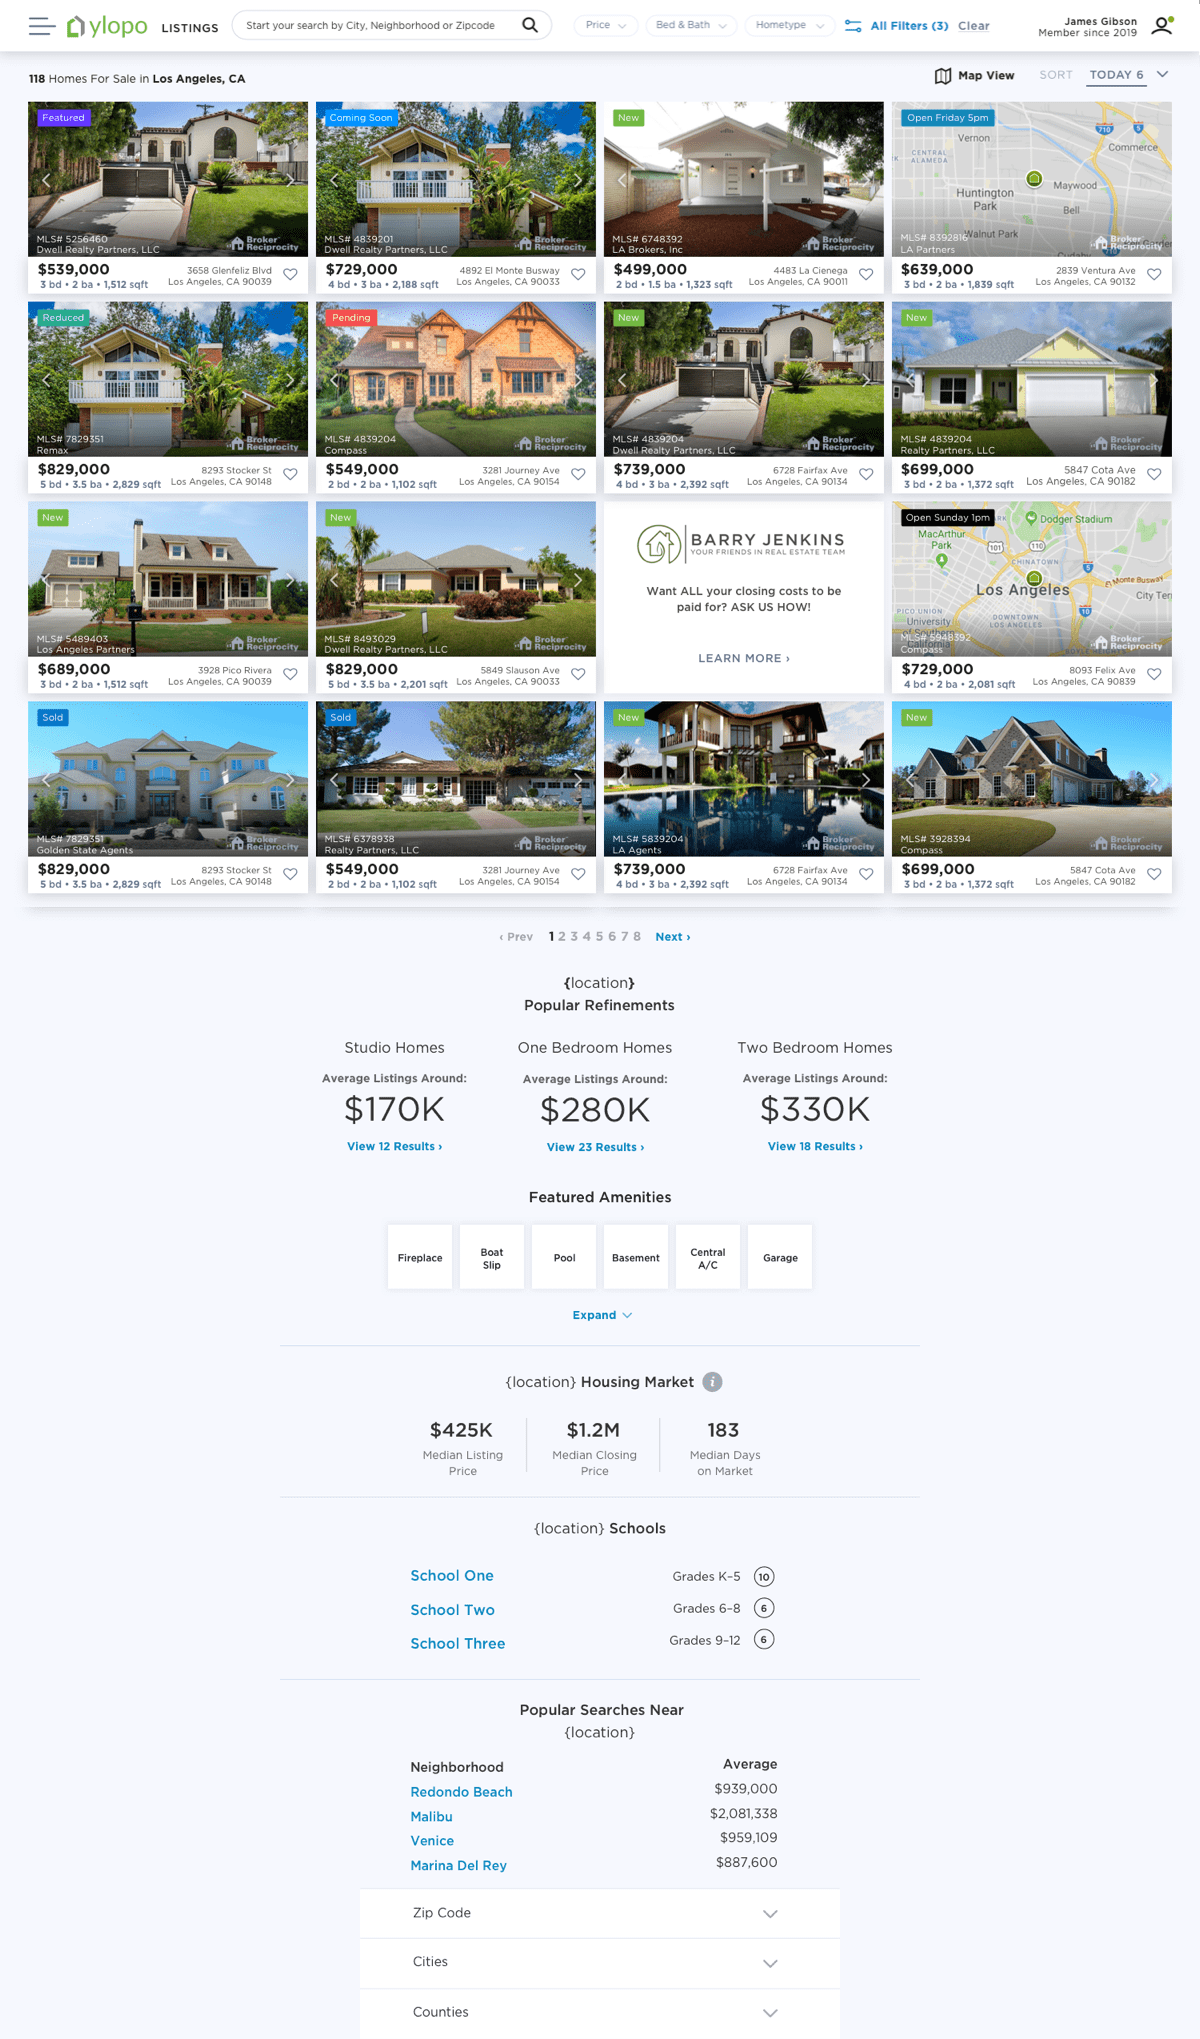 ylopo
LISTINGS
Start your search by City, Neighborhood or Zipcode
Price
Bed & Bath
Hometype
All Filters (3)
Clear
James Gibson
Member since 2019
118 Homes For Sale in Los Angeles, CA
Map View
SORT
TODAY 6
Featured
MLS# 5256460
Dwell Realty Partners, LLC
Broker Reciprocity
$539,000
3 bd • 2 ba • 1,512 sqft
3658 Glenfeliz Blvd
Los Angeles, CA 90039
Coming Soon
MLS# 4839201
Dwell Realty Partners, LLC
Broker Reciprocity
$729,000
4 bd • 3 ba • 2,188 sqft
4892 El Monte Busway
Los Angeles, CA 90033
New
MLS# 6748392
LA Brokers, Inc
Broker Reciprocity
$499,000
2 bd • 1.5 ba • 1,323 sqft
4483 La Cienega
Los Angeles, CA 90011
Open Friday 5pm
Vernon
710
5
Commerce
CENTRAL
ALAMEDA
Huntington
Park
Maywood
Bell
Walnut Park
Cudahy
MLS# 8392816
LA Partners
Broker Reciprocity
$639,000
3 bd • 2 ba • 1,839 sqft
2839 Ventura Ave
Los Angeles, CA 90132
Reduced
MLS# 7829351
Remax
Broker Reciprocity
$829,000
5 bd • 3.5 ba • 2,829 sqft
8293 Stocker St
Los Angeles, CA 90148
Pending
MLS# 4839204
Compass
Broker Reciprocity
$549,000
2 bd • 2 ba • 1,102 sqft
3281 Journey Ave
Los Angeles, CA 90154
New
MLS# 4839204
Dwell Realty Partners, LLC
Broker Reciprocity
$739,000
4 bd • 3 ba • 2,392 sqft
6728 Fairfax Ave
Los Angeles, CA 90134
New
MLS# 4839204
Realty Partners, LLC
Broker Reciprocity
$699,000
3 bd • 2 ba • 1,372 sqft
5847 Cota Ave
Los Angeles, CA 90182
New
MLS# 5489403
Los Angeles Partners
Broker Reciprocity
$689,000
3 bd • 2 ba • 1,512 sqft
3928 Pico Rivera
Los Angeles, CA 90039
New
MLS# 8493029
Dwell Realty Partners, LLC
Broker Reciprocity
$829,000
5 bd • 3.5 ba • 2,201 sqft
5849 Slauson Ave
Los Angeles, CA 90033
BARRY JENKINS
YOUR FRIENDS IN REAL ESTATE TEAM
Want ALL your closing costs to be
paid for? ASK US HOW!
LEARN MORE ›
Open Sunday 1pm
ARK
Dodger Stadium
MacArthur
Park
101
110
CHINATOWN
5
Los Angeles
E Monte Busway
City Terr
PICO UNION
DOWNTOWN
LOS ANGELES
10
University
of Southern
California
MLS# 5948392
Compass
Broker Reciprocity
$729,000
4 bd • 2 ba • 2,081 sqft
8093 Felix Ave
Los Angeles, CA 90839
Sold
MLS# 7829351
Golden State Agents
Broker Reciprocity
$829,000
5 bd • 3.5 ba • 2,829 sqft
8293 Stocker St
Los Angeles, CA 90148
Sold
MLS# 6378938
Realty Partners, LLC
Broker Reciprocity
$549,000
2 bd • 2 ba • 1,102 sqft
3281 Journey Ave
Los Angeles, CA 90154
New
MLS# 5839204
LA Agents
Broker Reciprocity
$739,000
4 bd • 3 ba • 2,392 sqft
6728 Fairfax Ave
Los Angeles, CA 90134
New
MLS# 3928394
Compass
Broker Reciprocity
$699,000
3 bd • 2 ba • 1,372 sqft
5847 Cota Ave
Los Angeles, CA 90182
‹ Prev 1 2 3 4 5 6 7 8 Next ›
{location}
Popular Refinements
Studio Homes
Average Listings Around:
$170K
View 12 Results ›
One Bedroom Homes
Average Listings Around:
$280K
View 23 Results ›
Two Bedroom Homes
Average Listings Around:
$330K
View 18 Results ›
Featured Amenities
Fireplace
Boat
Slip
Pool
Basement
Central
A/C
Garage
Expand
{location} Housing Market i
$425K
Median Listing
Price
$1.2M
Median Closing
Price
183
Median Days
on Market
{location} Schools
School One Grades K-5 10
School Two Grades 6-8 6
School Three Grades 9-12 6
Popular Searches Near
{location}
Neighborhood Average
Redondo Beach $939,000
Malibu $2,081,338
Venice $959,109
Marina Del Rey $887,600
Zip Code
Cities
Counties